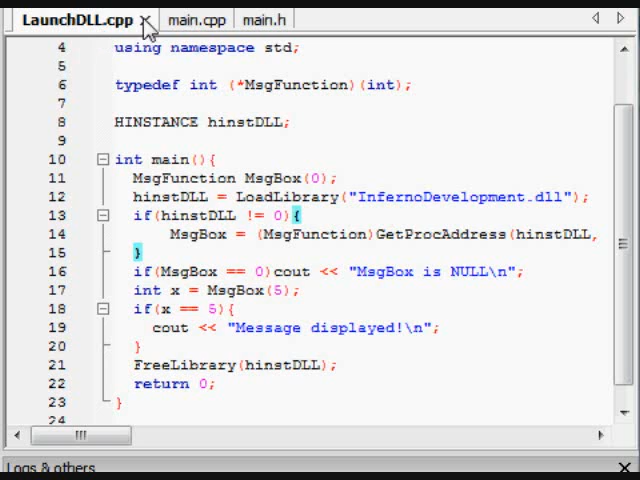 LaunchDLL.cpp main.cpp main.h
4 using namespace std;
5
6 typedef int (*MsgFunction)(int);
7
8 HINSTANCE hinstDLL;
9
10 int main(){
11 MsgFunction MsgBox(0);
12 hinstDLL = LoadLibrary("InfernoDevelopment.dll");
13 if(hinstDLL != 0){
14 MsgBox = (MsgFunction)GetProcAddress(hinstDLL,
15 }
16 if(MsgBox == 0)cout << "MsgBox is NULL\n";
17 int x = MsgBox(5);
18 if(x == 5){
19 cout << "Message displayed!\n";
20 }
21 FreeLibrary(hinstDLL);
22 return 0;
23 }
24
Logs & others